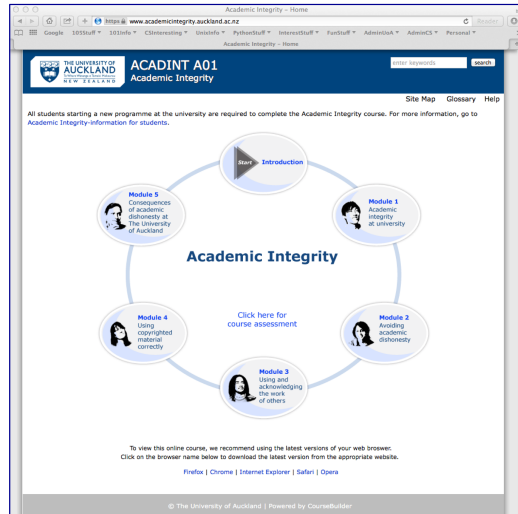 Academic Integrity – Home
https www.academicintegrity.auckland.ac.nz
Reader
Google 103Stuff 101Info CSInteresting UnixInfo PythonStuff InterestStuff FunStuff AdminUoA AdminCS Personal
Academic Integrity – Home
THE UNIVERSITY OF
AUCKLAND
NEW ZEALAND
ACADINT A01
Academic Integrity
enter keywords
search
Site Map Glossary Help
All students starting a new programme at the university are required to complete the Academic Integrity course. For more information, go to
Academic Integrity-information for students.
Start
Introduction
Module 1
Academic
integrity
at university
Module 2
Avoiding
academic
dishonesty
Module 3
Using and
acknowledging
the work
of others
Module 4
Using
copyrighted
material
correctly
Module 5
Consequences
of academic
dishonesty at
The University
of Auckland
Academic Integrity
Click here for
course assessment
To view this online course, we recommend using the latest versions of your web broswer.
Click on the browser name below to download the latest version from the appropriate website.
Firefox | Chrome | Internet Explorer | Safari | Opera
© The University of Auckland | Powered by CourseBuilder